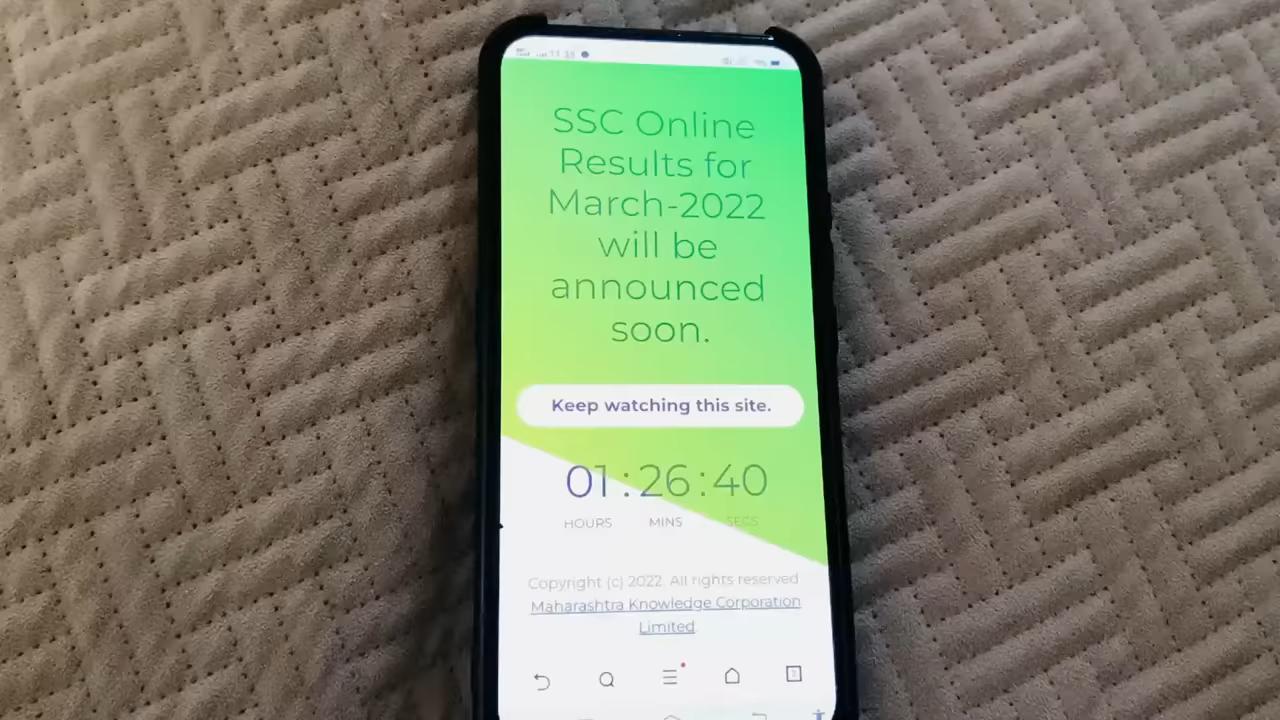 SSC Online
Results for
March-2022
will be
announced
soon.
Keep watching this site.
01 : 26 : 40
HOURS MINS SECS
Copyright (c) 2022. All rights reserved
Maharashtra Knowledge Corporation
Limited